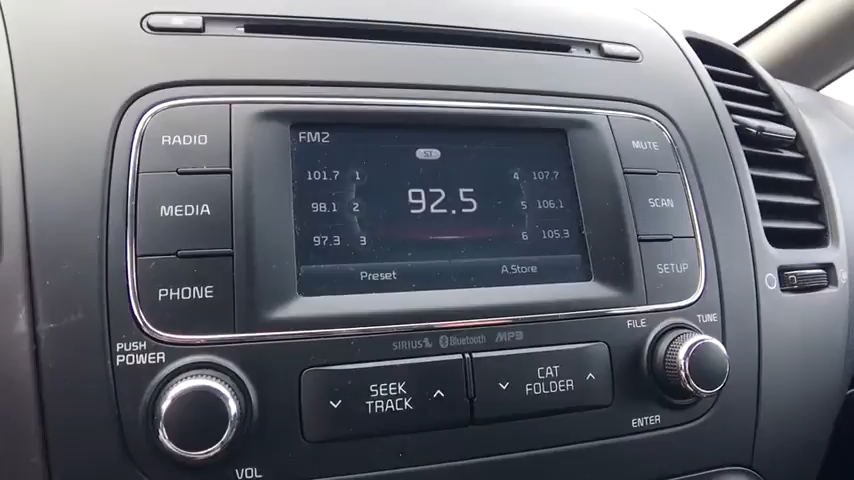 RADIO
MEDIA
PHONE
FM2
ST
101.7 1
98.1 2
97.3 3
92.5
4 107.7
5 106.1
6 105.3
Preset
A.Store
MUTE
SCAN
SETUP
PUSH
POWER
VOL
SIRIUS Bluetooth MP3
SEEK
TRACK
CAT
FOLDER
FILE
TUNE
ENTER